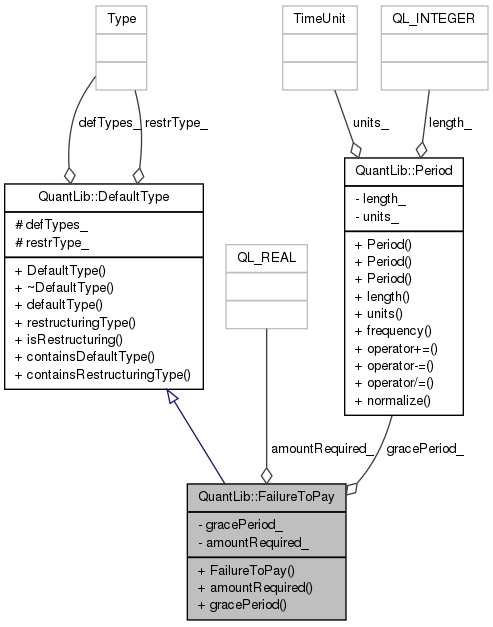 Type
TimeUnit
QL_INTEGER
defTypes_
restrType_
units_
length_
QuantLib::DefaultType
# defTypes_
# restrType_
+ DefaultType()
+ ~DefaultType()
+ defaultType()
+ restructuringType()
+ isRestructuring()
+ containsDefaultType()
+ containsRestructuringType()
QuantLib::Period
- length_
- units_
+ Period()
+ Period()
+ Period()
+ length()
+ units()
+ frequency()
+ operator+=()
+ operator-=()
+ operator/=()
+ normalize()
QL_REAL
amountRequired_
gracePeriod_
QuantLib::FailureToPay
- gracePeriod_
- amountRequired_
+ FailureToPay()
+ amountRequired()
+ gracePeriod()